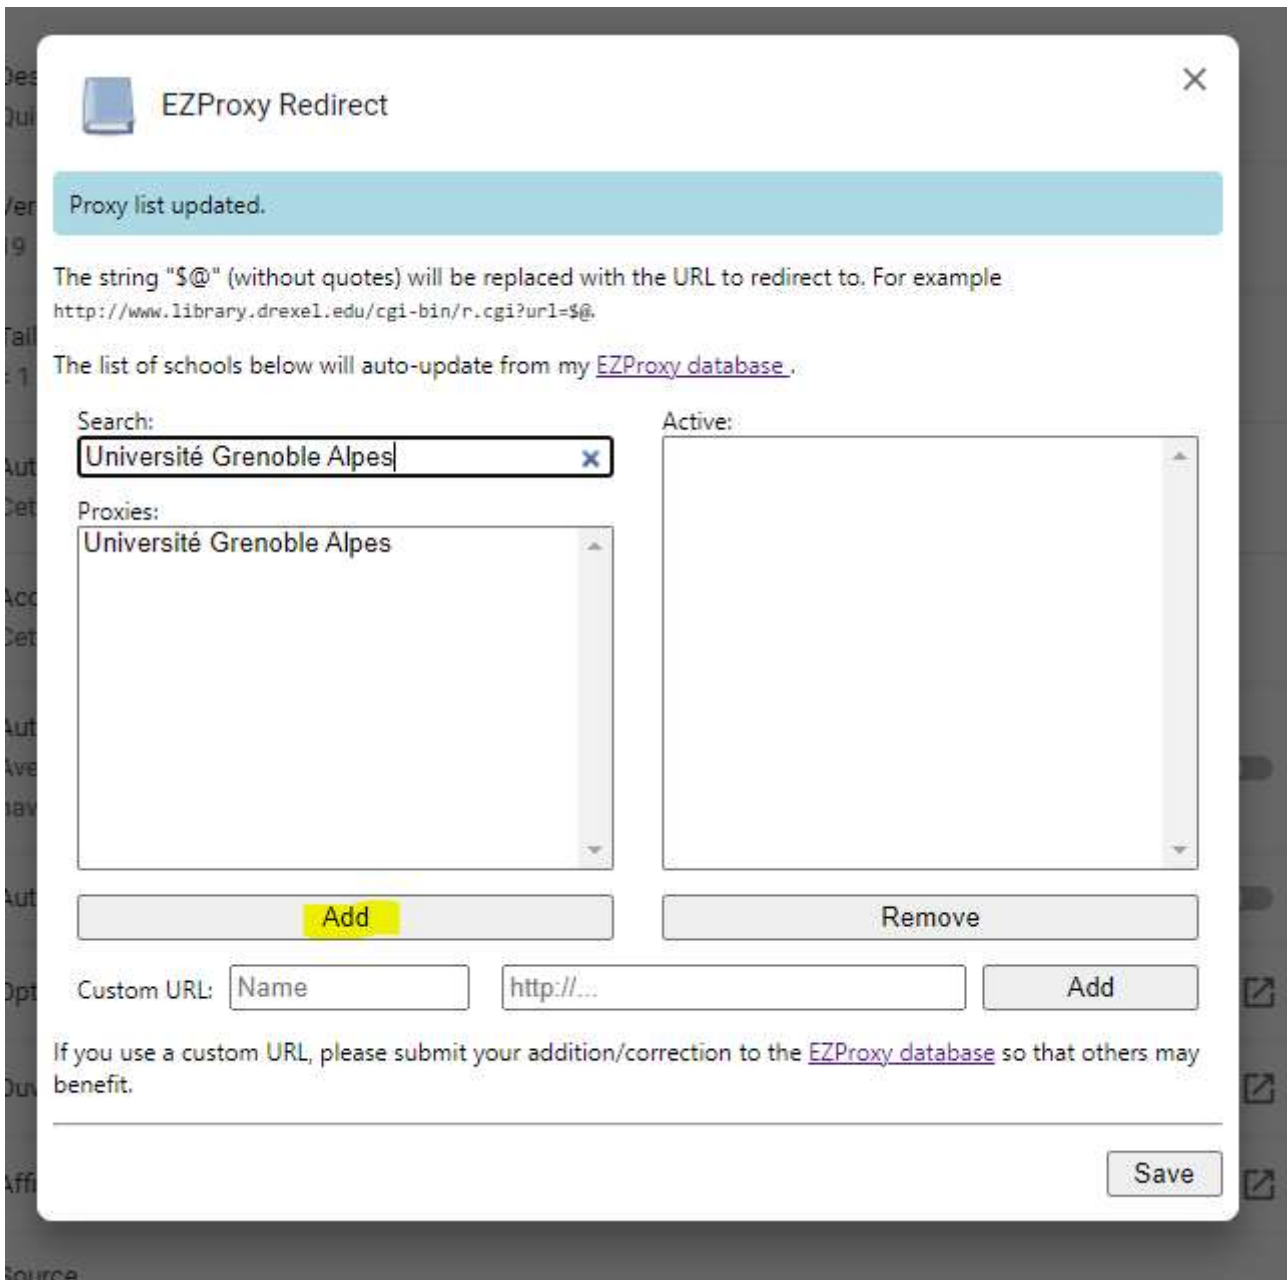 EZProxy Redirect
Proxy list updated.
The string "$@" (without quotes) will be replaced with the URL to redirect to. For example
http://www.library.drexel.edu/cgi-bin/r.cgi?url=$@.
The list of schools below will auto-update from my EZProxy database .
Search:
Active:
Université Grenoble Alpes
Proxies:
Université Grenoble Alpes
Add
Remove
Custom URL: Name http://... Add
If you use a custom URL, please submit your addition/correction to the EZProxy database so that others may
benefit.
Save